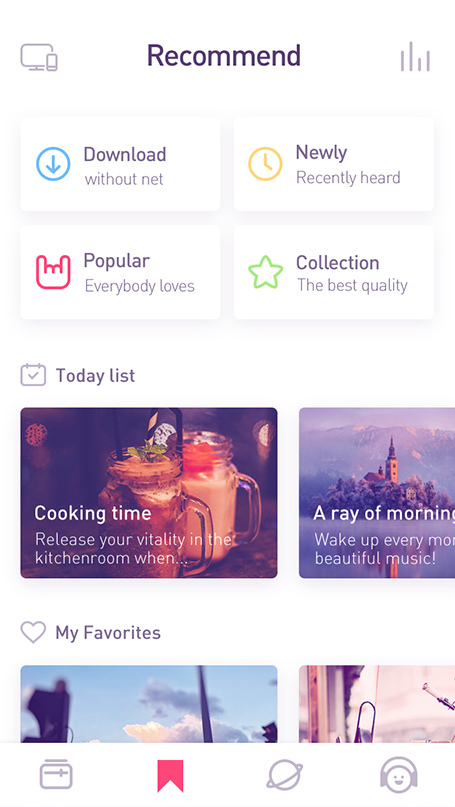 Recommend
Download
without net
Newly
Recently heard
Popular
Everybody loves
Collection
The best quality
Today list
Cooking time
Release your vitality in the
kitchenroom when...
A ray of morning
Wake up every
beautiful music!
My Favorites